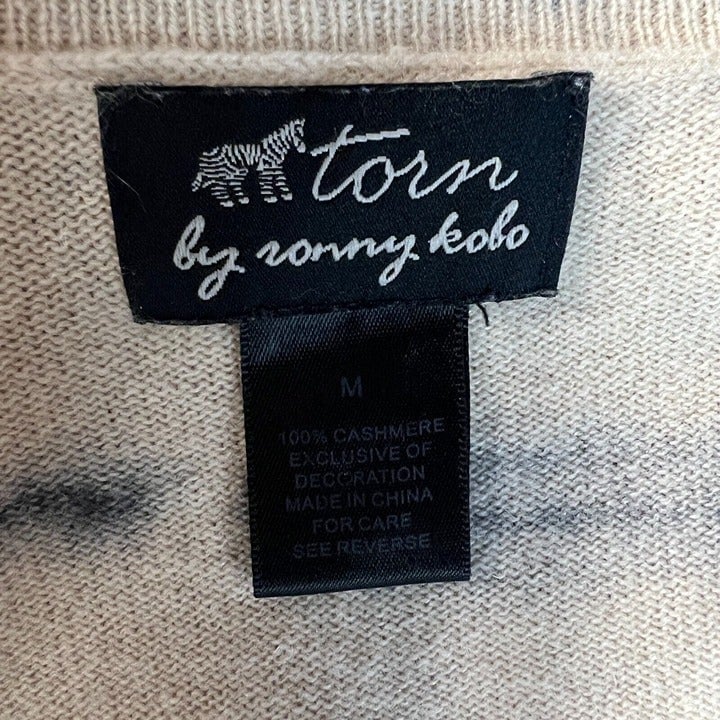 torn
by ronny kobo
M
100% CASHMERE
EXCLUSIVE OF
DECORATION
MADE IN CHINA
FOR CARE
SEE REVERSE